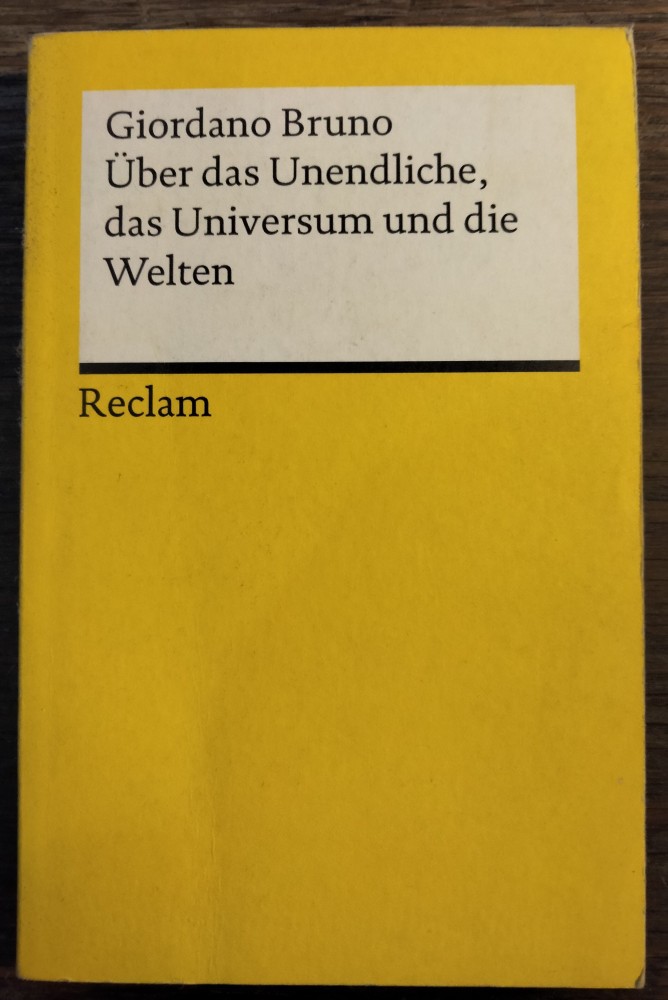 Giordano Bruno
Über das Unendliche,
das Universum und die
Welten
Reclam